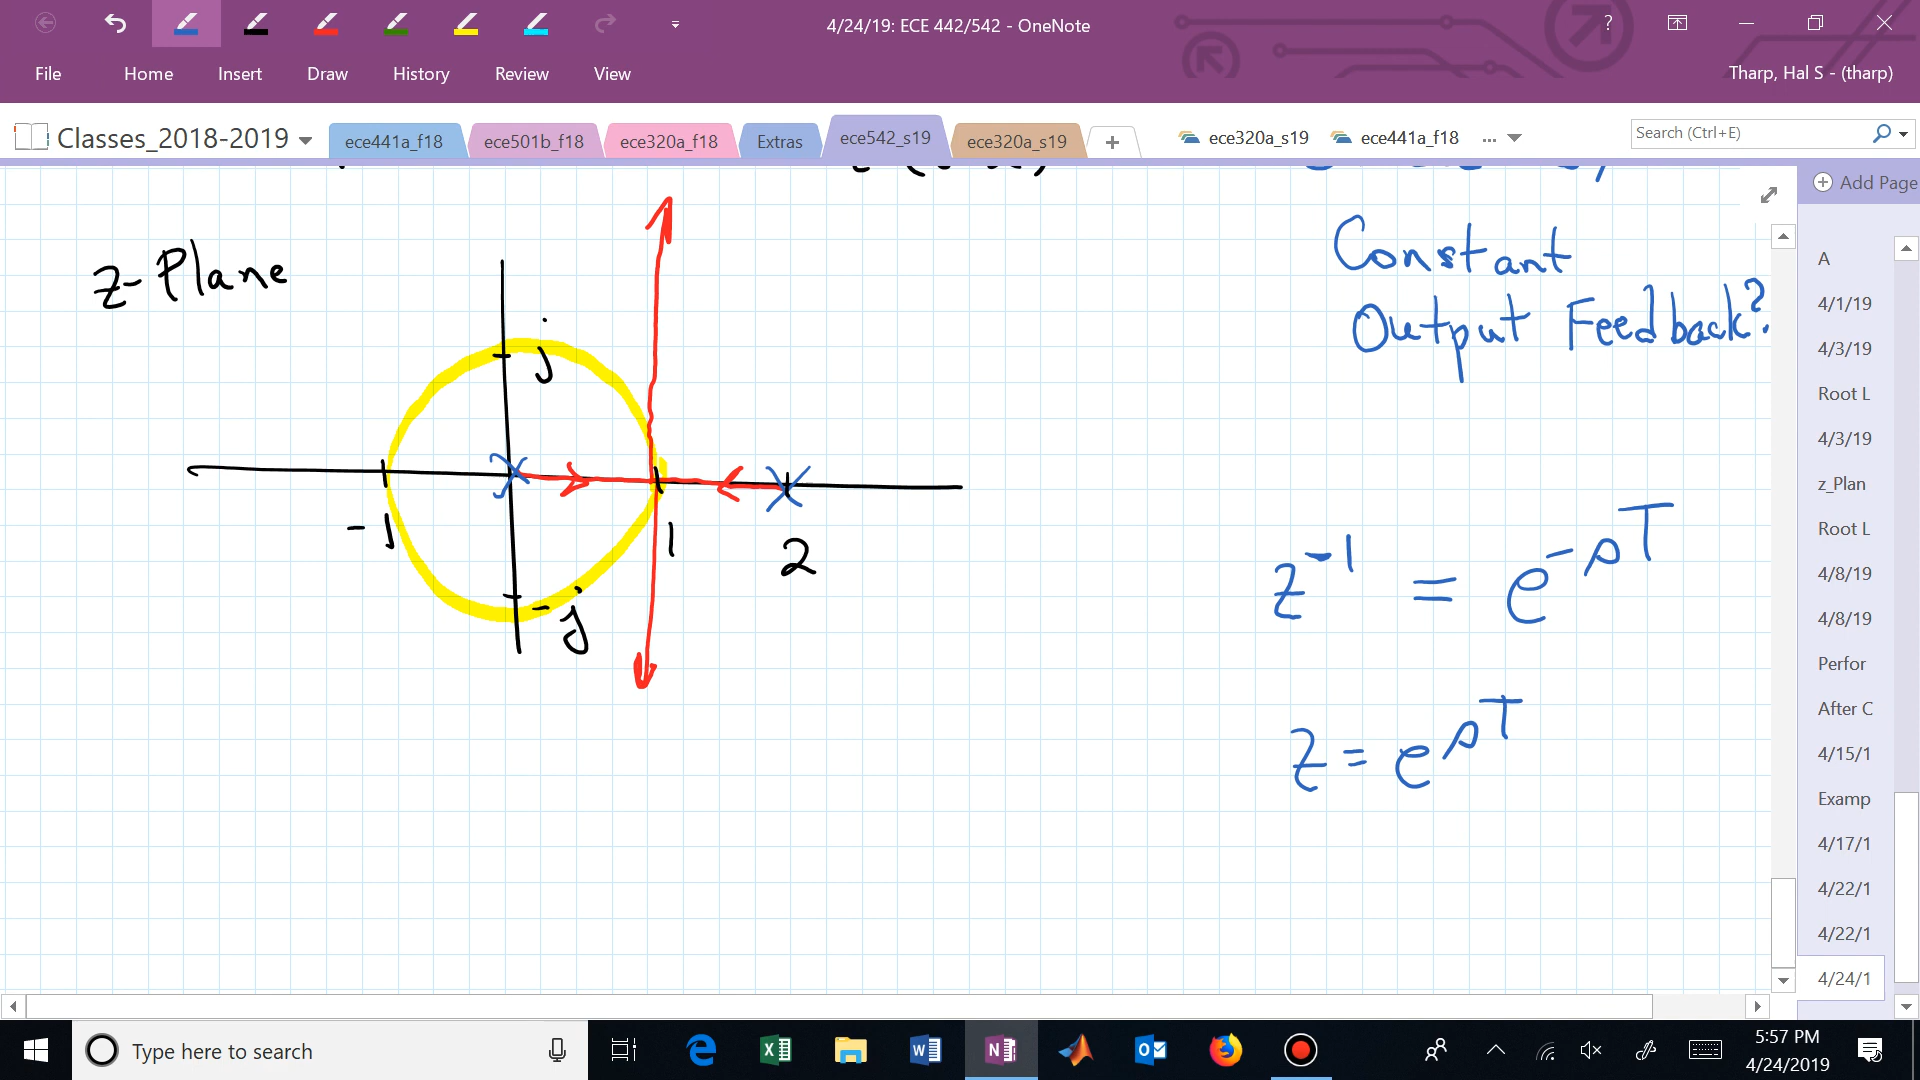 4/24/19: ECE 442/542 - OneNote
?
File Home Insert Draw History Review View
Tharp, Hal S - (tharp)
Classes_2018-2019
ece441a_f18
ece501b_f18
ece320a_f18
Extras
ece542_s19
ece320a_s19
+
ece320a_s19
ece441a_f18
...
Search (Ctrl+E)
Add Page
A
4/1/19
4/3/19
Root L
4/3/19
z_Plan
Root L
4/8/19
4/8/19
Perfor
After C
4/15/1
Examp
4/17/1
4/22/1
4/22/1
4/24/1
z-Plane
j
-1
1
2
-j
Constant
Output Feedback?
z^{-1} = e^{-sT}
z = e^{sT}
Type here to search
5:57 PM
4/24/2019